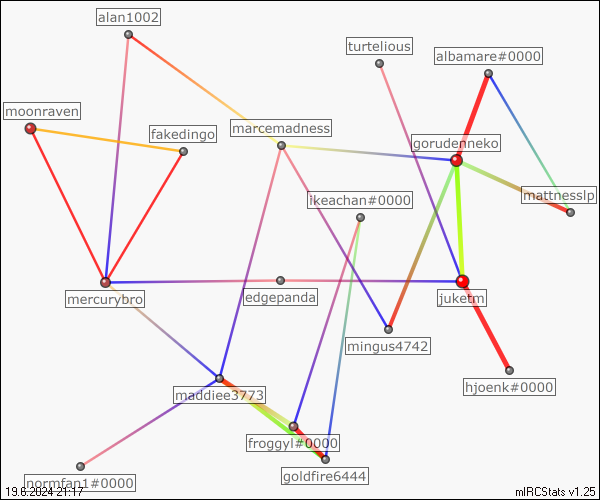 alan1002
turtelious
albamare#0000
moonraven
fakedingo
marcemadness
gorudenneko
ikeachan#0000
mattnesslp
mercurybro
edgepanda
juketm
mingus4742
hjoenk#0000
maddiee3773
froggyl#0000
goldfire6444
normfan1#0000
19.6.2024 21:17
mIRCStats v1.25